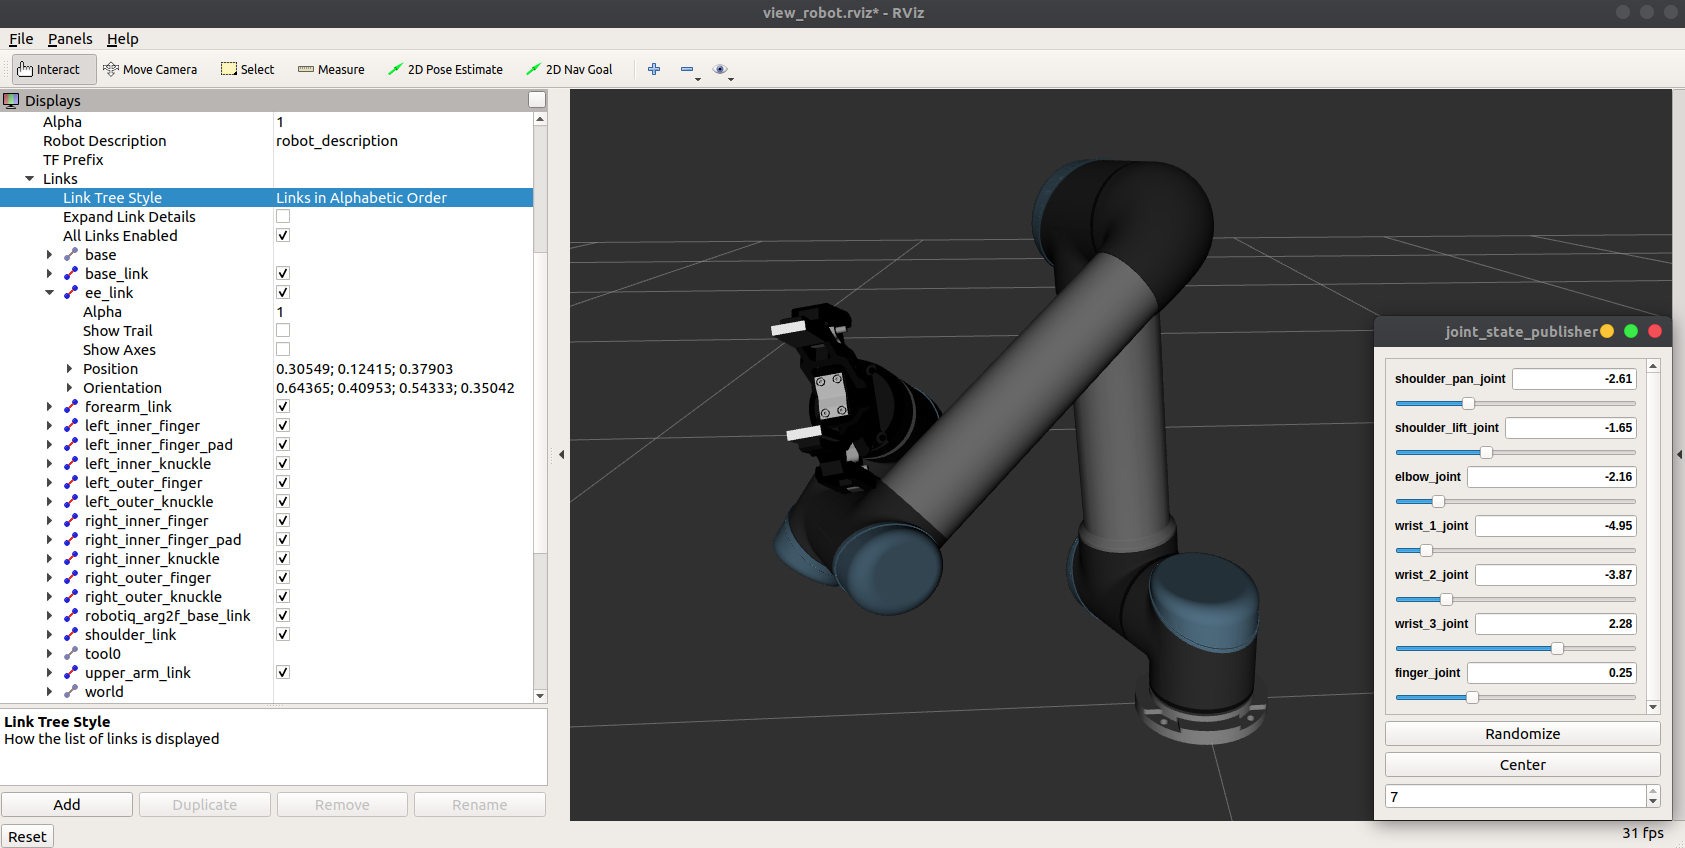 view_robot.rviz* - RViz
File Panels Help
Interact Move Camera Select Measure 2D Pose Estimate 2D Nav Goal
Displays
Alpha 1
Robot Description robot_description
TF Prefix
Links
Link Tree Style Links in Alphabetic Order
Expand Link Details
All Links Enabled
base
base_link
ee_link
Alpha 1
Show Trail
Show Axes
Position 0.30549; 0.12415; 0.37903
Orientation 0.64365; 0.40953; 0.54333; 0.35042
forearm_link
left_inner_finger
left_inner_finger_pad
left_inner_knuckle
left_outer_finger
left_outer_knuckle
right_inner_finger
right_inner_finger_pad
right_inner_knuckle
right_outer_finger
right_outer_knuckle
robotiq_arg2f_base_link
shoulder_link
tool0
upper_arm_link
world
Link Tree Style
How the list of links is displayed
Add Duplicate Remove Rename
Reset
joint_state_publisher
shoulder_pan_joint -2.61
shoulder_lift_joint -1.65
elbow_joint -2.16
wrist_1_joint -4.95
wrist_2_joint -3.87
wrist_3_joint 2.28
finger_joint 0.25
Randomize
Center
7
31 fps